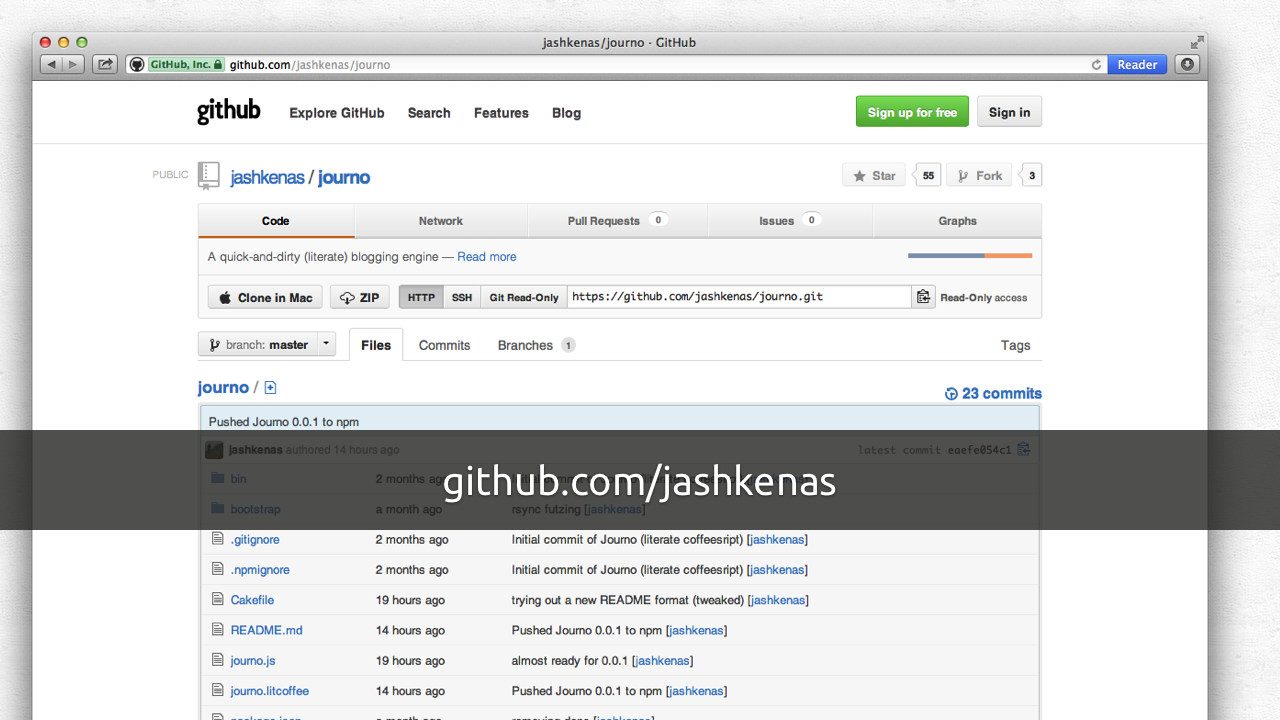 jashkenas/journo · GitHub
GitHub, Inc. github.com/jashkenas/journo Reader
github Explore GitHub Search Features Blog Sign up for free Sign in
PUBLIC jashkenas / journo Star 55 Fork 3
Code Network Pull Requests 0 Issues 0 Graphs
A quick-and-dirty (literate) blogging engine — Read more
Clone in Mac ZIP HTTP SSH Git Read-Only https://github.com/jashkenas/journo.git Read-Only access
branch: master Files Commits Branches 1 Tags
journo / 23 commits
Pushed Journo 0.0.1 to npm
jashkenas authored 14 hours ago latest commit eaefe054c1
bin 2 months ago
github.com/jashkenas
bootstrap a month ago rsync futzing [jashkenas]
.gitignore 2 months ago Initial commit of Journo (literate coffeesript) [jashkenas]
.npmignore 2 months ago Initial commit of Journo (literate coffeesript) [jashkenas]
Cakefile 19 hours ago trying out a new README format (tweaked) [jashkenas]
README.md 14 hours ago Pushed Journo 0.0.1 to npm [jashkenas]
journo.js 19 hours ago almost ready for 0.0.1 [jashkenas]
journo.litcoffee 14 hours ago Pushed Journo 0.0.1 to npm [jashkenas]